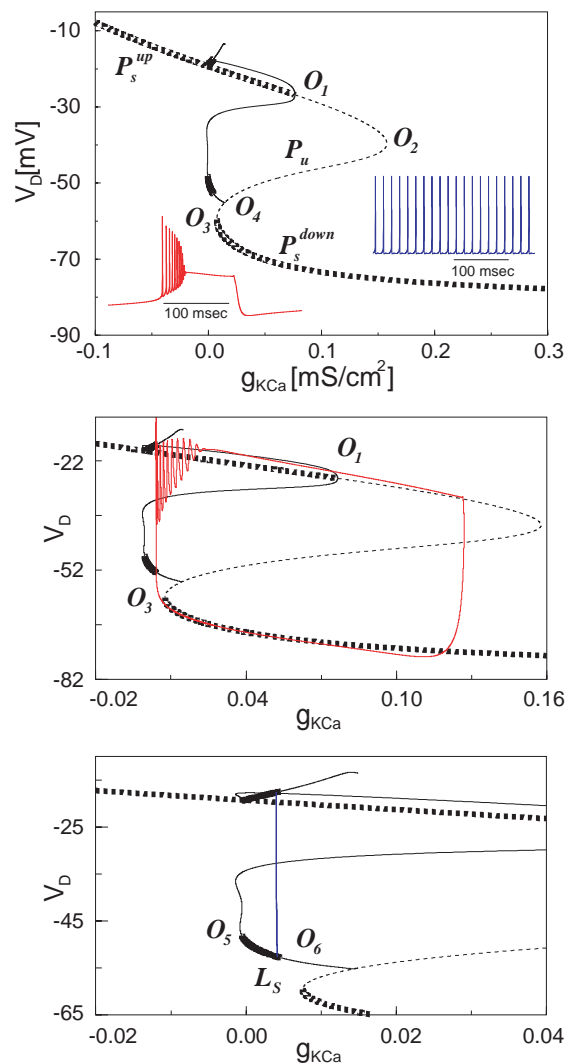 -5
P_s^up
O_1
-30
P_u
O_2
V_D[mV]
-50
O_4
O_3
P_s^down
-70
100 msec
100 msec
-90
-0.1
0.0
0.1
0.2
0.3
g_KCa [mS/cm²]
O_1
-22
V_D
-52
O_3
-82
-0.02
0.04
0.10
0.16
g_KCa
-25
V_D
-45
O_5
O_6
L_S
-65
-0.02
0.00
0.02
0.04
g_KCa